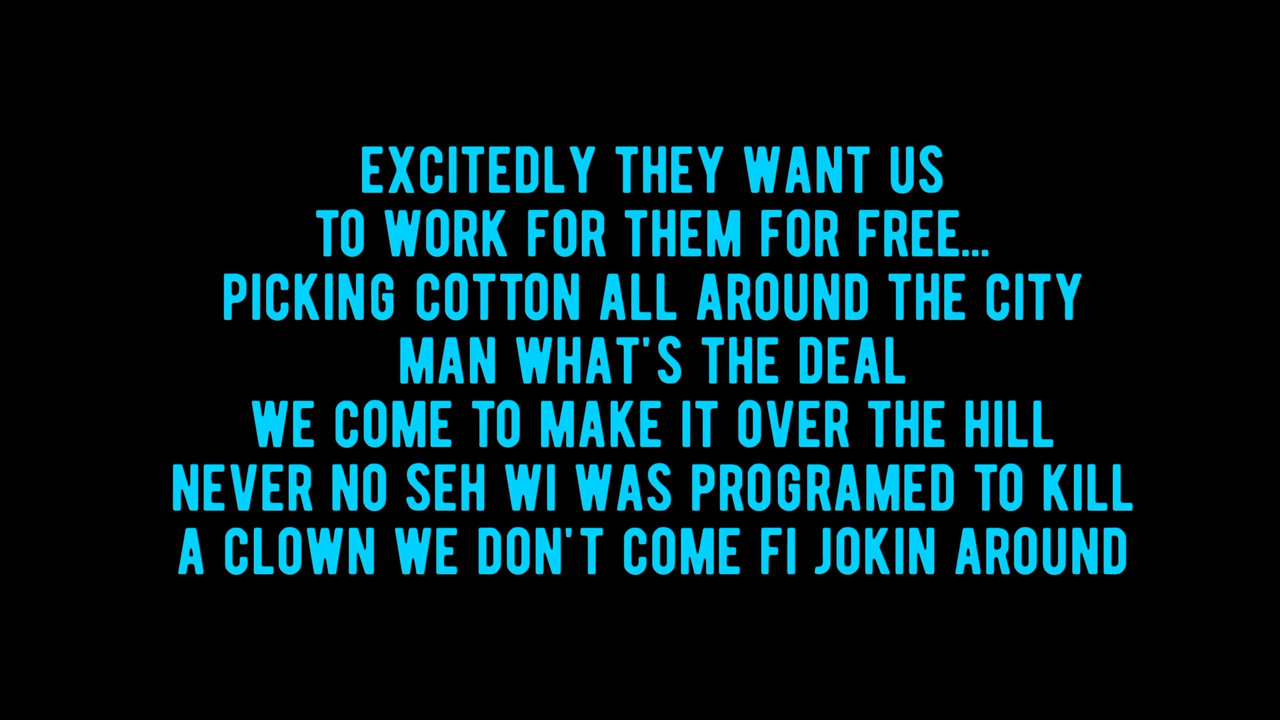 EXCITEDLY THEY WANT US
TO WORK FOR THEM FOR FREE...
PICKING COTTON ALL AROUND THE CITY
MAN WHAT'S THE DEAL
WE COME TO MAKE IT OVER THE HILL
NEVER NO SEH WI WAS PROGRAMED TO KILL
A CLOWN WE DON'T COME FI JOKIN AROUND